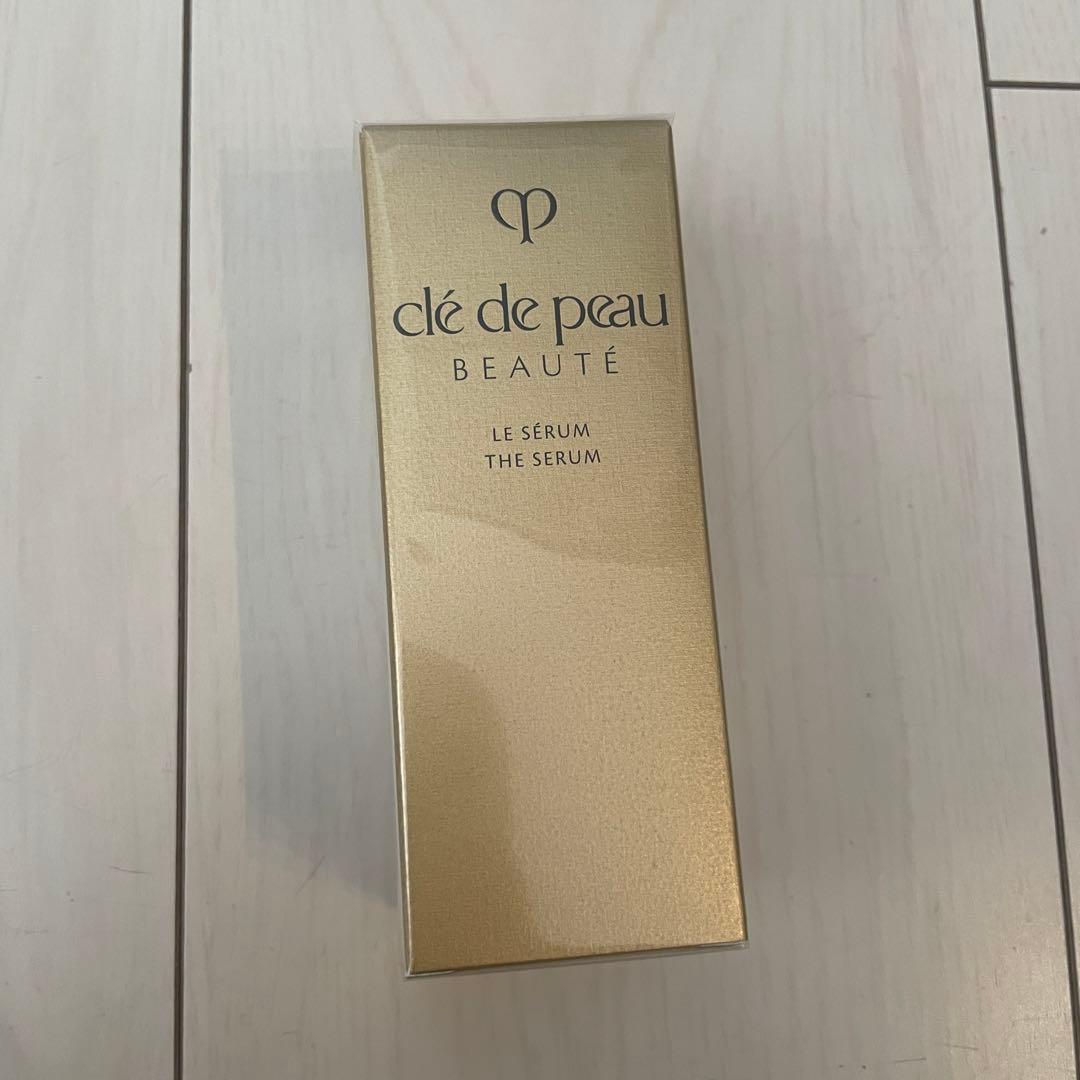 clé de peau
BEAUTÉ
LE SÉRUM
THE SERUM